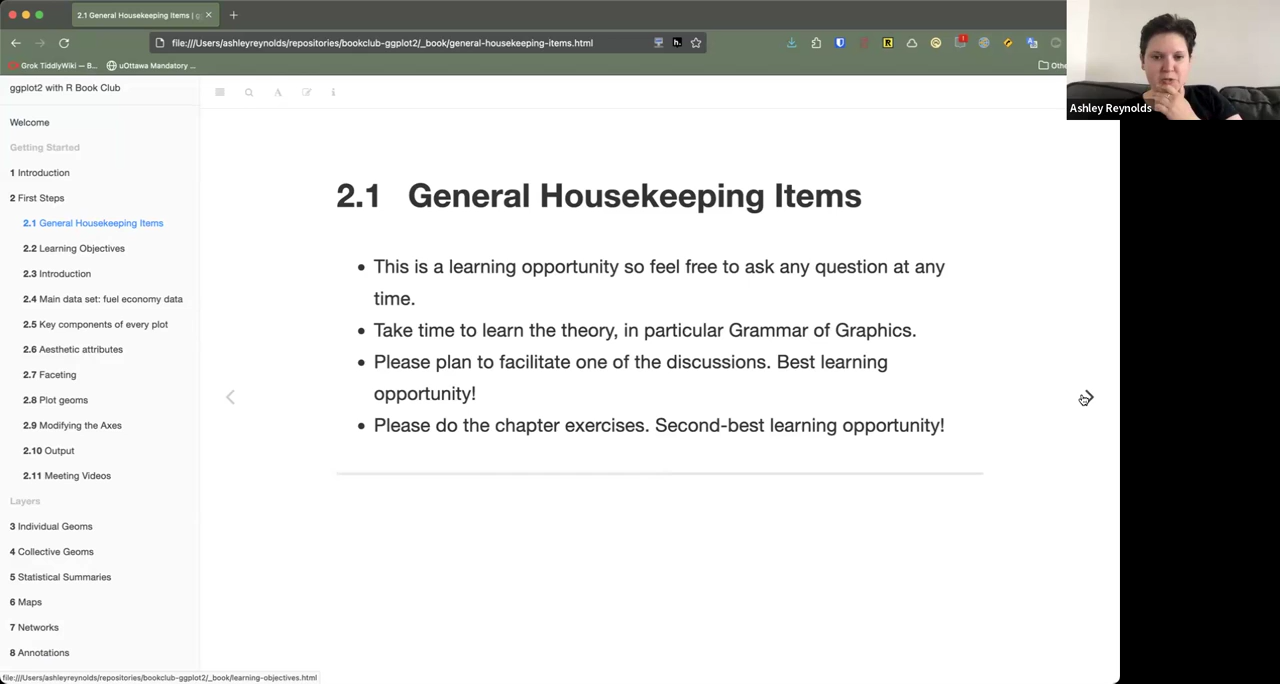 2.1 General Housekeeping Items | g
file:///Users/ashleyreynolds/repositories/bookclub-ggplot2/_book/general-housekeeping-items.html
Grok TiddlyWiki — B...
uOttawa Mandatory ...
Othe
Ashley Reynolds
ggplot2 with R Book Club
Welcome
Getting Started
1 Introduction
2 First Steps
2.1 General Housekeeping Items
2.2 Learning Objectives
2.3 Introduction
2.4 Main data set: fuel economy data
2.5 Key components of every plot
2.6 Aesthetic attributes
2.7 Faceting
2.8 Plot geoms
2.9 Modifying the Axes
2.10 Output
2.11 Meeting Videos
Layers
3 Individual Geoms
4 Collective Geoms
5 Statistical Summaries
6 Maps
7 Networks
8 Annotations
2.1 General Housekeeping Items
• This is a learning opportunity so feel free to ask any question at any
time.
• Take time to learn the theory, in particular Grammar of Graphics.
• Please plan to facilitate one of the discussions. Best learning
opportunity!
• Please do the chapter exercises. Second-best learning opportunity!
file:///Users/ashleyreynolds/repositories/bookclub-ggplot2/_book/learning-objectives.html